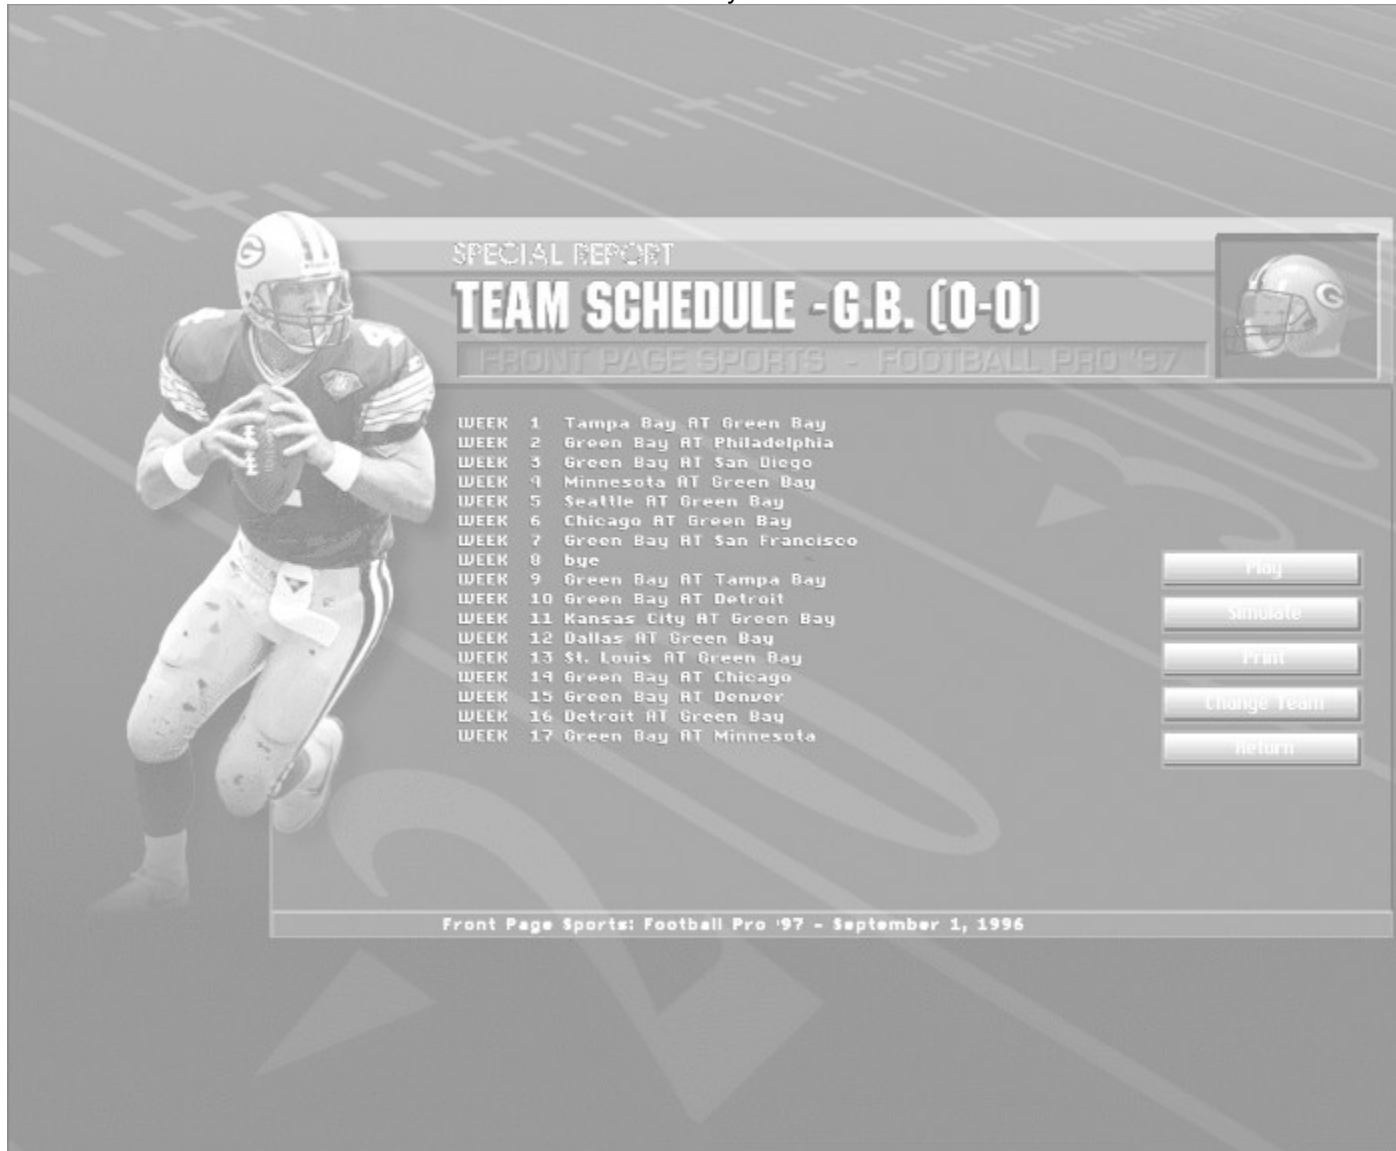 SPECIAL REPORT
TEAM SCHEDULE -G.B. (0-0)
FRONT PAGE SPORTS - FOOTBALL PRO '97
WEEK 1 Tampa Bay AT Green Bay
WEEK 2 Green Bay AT Philadelphia
WEEK 3 Green Bay AT San Diego
WEEK 4 Minnesota AT Green Bay
WEEK 5 Seattle AT Green Bay
WEEK 6 Chicago AT Green Bay
WEEK 7 Green Bay AT San Francisco
WEEK 8 bye
WEEK 9 Green Bay AT Tampa Bay
WEEK 10 Green Bay AT Detroit
WEEK 11 Kansas City AT Green Bay
WEEK 12 Dallas AT Green Bay
WEEK 13 St. Louis AT Green Bay
WEEK 14 Green Bay AT Chicago
WEEK 15 Green Bay AT Denver
WEEK 16 Detroit AT Green Bay
WEEK 17 Green Bay AT Minnesota
Play
Simulate
Print
Change Team
Return
Front Page Sports: Football Pro '97 - September 1, 1996
G
G
20
30